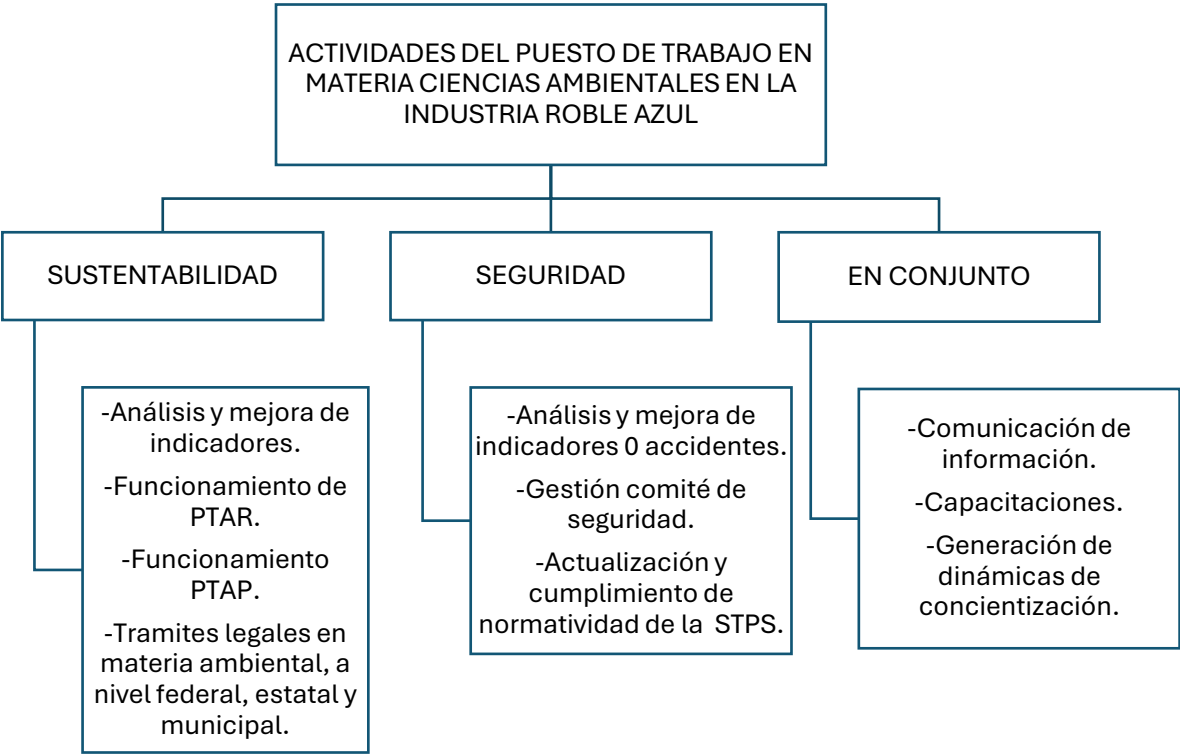 ACTIVIDADES DEL PUESTO DE TRABAJO EN
MATERIA CIENCIAS AMBIENTALES EN LA
INDUSTRIA ROBLE AZUL
SUSTENTABILIDAD
-Análisis y mejora de
indicadores.
-Funcionamiento de
PTAR.
-Funcionamiento
PTAP.
-Tramites legales en
materia ambiental, a
nivel federal, estatal y
municipal.
SEGURIDAD
-Análisis y mejora de
indicadores 0 accidentes.
-Gestión comité de
seguridad.
-Actualización y
cumplimiento de
normatividad de la STPS.
EN CONJUNTO
-Comunicación de
información.
-Capacitaciones.
-Generación de
dinámicas de
concientización.